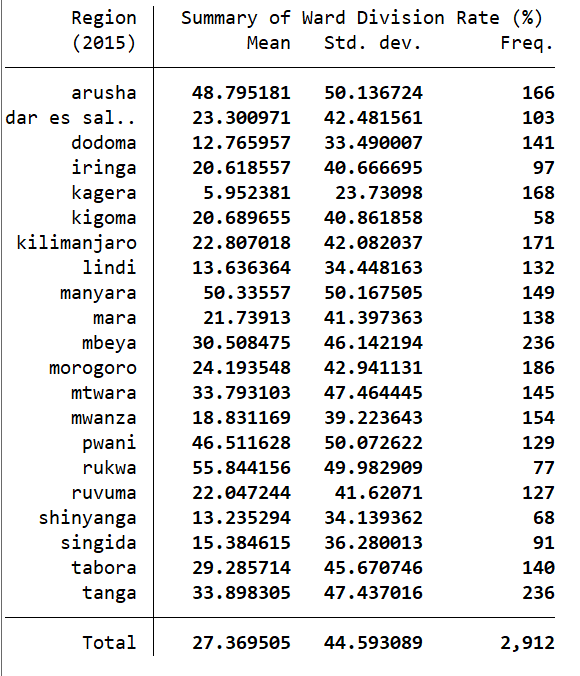 Region Summary of Ward Division Rate (%)
(2015) Mean Std. dev. Freq.
arusha 48.795181 50.136724 166
dar es sal.. 23.300971 42.481561 103
dodoma 12.765957 33.490007 141
iringa 20.618557 40.666695 97
kagera 5.952381 23.73098 168
kigoma 20.689655 40.861858 58
kilimanjaro 22.807018 42.082037 171
lindi 13.636364 34.448163 132
manyara 50.33557 50.167505 149
mara 21.73913 41.397363 138
mbeya 30.508475 46.142194 236
morogoro 24.193548 42.941131 186
mtwara 33.793103 47.464445 145
mwanza 18.831169 39.223643 154
pwani 46.511628 50.072622 129
rukwa 55.844156 49.982909 77
ruvuma 22.047244 41.62071 127
shinyanga 13.235294 34.139362 68
singida 15.384615 36.280013 91
tabora 29.285714 45.670746 140
tanga 33.898305 47.437016 236
Total 27.369505 44.593089 2,912